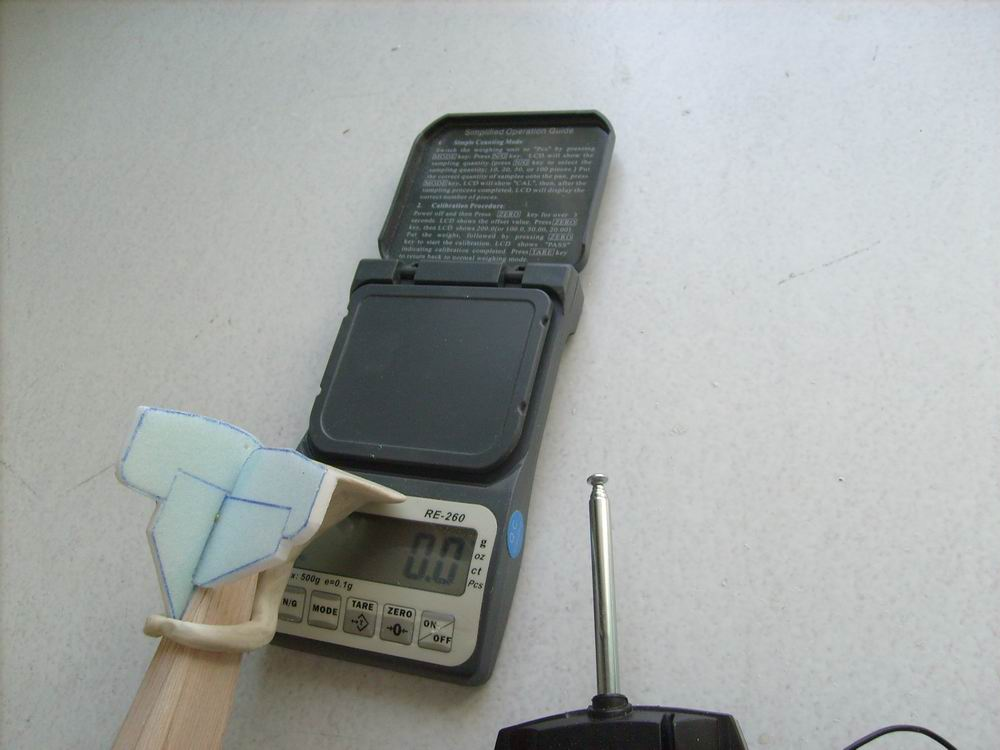 Simplified Operation Guide
Simple Counting Mode
Switch the weighing unit to "Pcs" by pressing
MODE key. Press N/G key. LCD will show the
sampling quantity. (press N/G key to select the
sampling quantity; 10, 20, 50, or 100 pieces.) Put
the correct quantity of samples onto the pan, press
MODE key, LCD will show "CAL", then, after the
sampling process completed, LCD will display the
correct number of pieces.
2. Calibration Procedure:
Power off and then Press ZERO key for over 3
seconds. LCD shows the offset value. Press ZERO
key, then LCD shows 200.0(or 100.0, 50.00, 20.00).
Put the weight, followed by pressing ZERO
key to start the calibration. LCD shows "PASS"
indicating calibration completed. Press TARE key
to return back to normal weighing mode.
RE-260
0.0
g
oz
ct
Pcs
x: 500g e=0.1g
N/G MODE TARE ZERO ON/OFF
→T← →0←